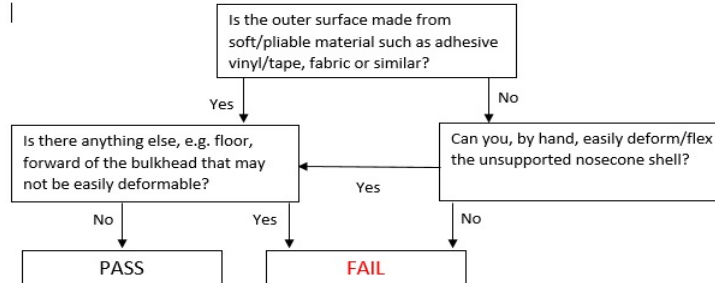 Is the outer surface made from
soft/pliable material such as adhesive
vinyl/tape, fabric or similar?
Yes
No
Is there anything else, e.g. floor,
forward of the bulkhead that may
not be easily deformable?
Can you, by hand, easily deform/flex
the unsupported nosecone shell?
Yes
No
Yes
No
PASS
FAIL